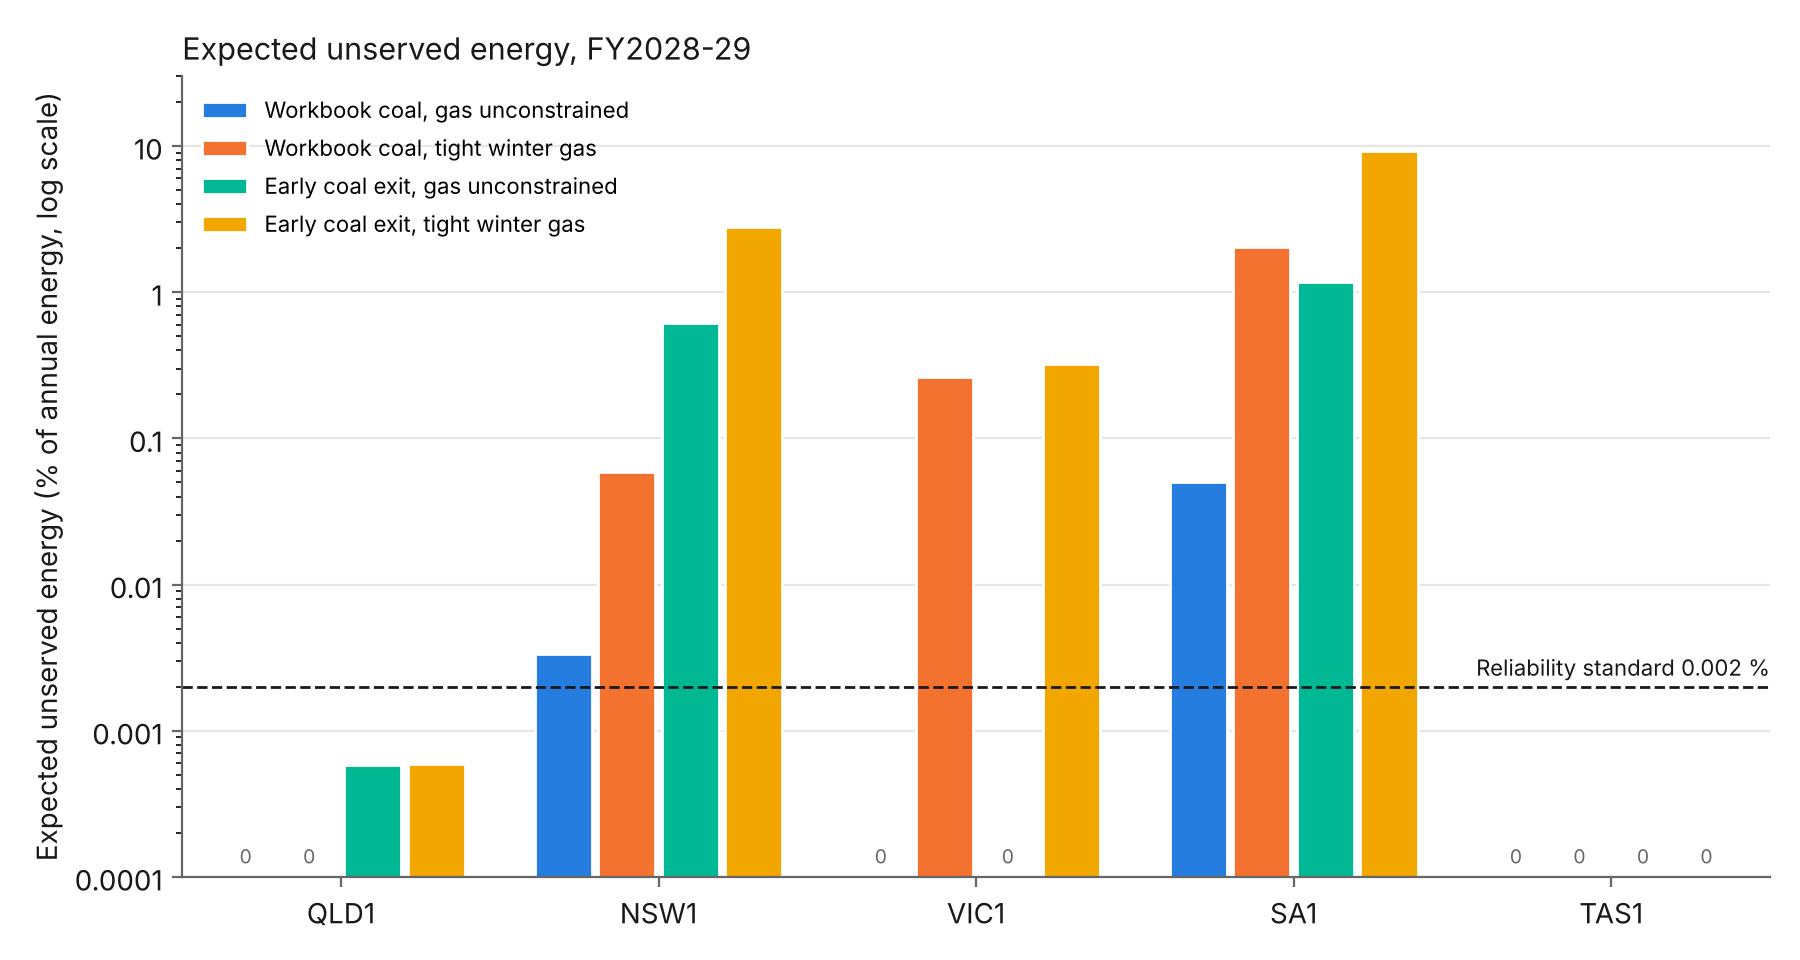 Expected unserved energy, FY2028-29
Expected unserved energy (% of annual energy, log scale)
Workbook coal, gas unconstrained
Workbook coal, tight winter gas
Early coal exit, gas unconstrained
Early coal exit, tight winter gas
10
1
0.1
0.01
0.001
0.0001
Reliability standard 0.002 %
0 0 0 0 0 0 0 0
QLD1 NSW1 VIC1 SA1 TAS1